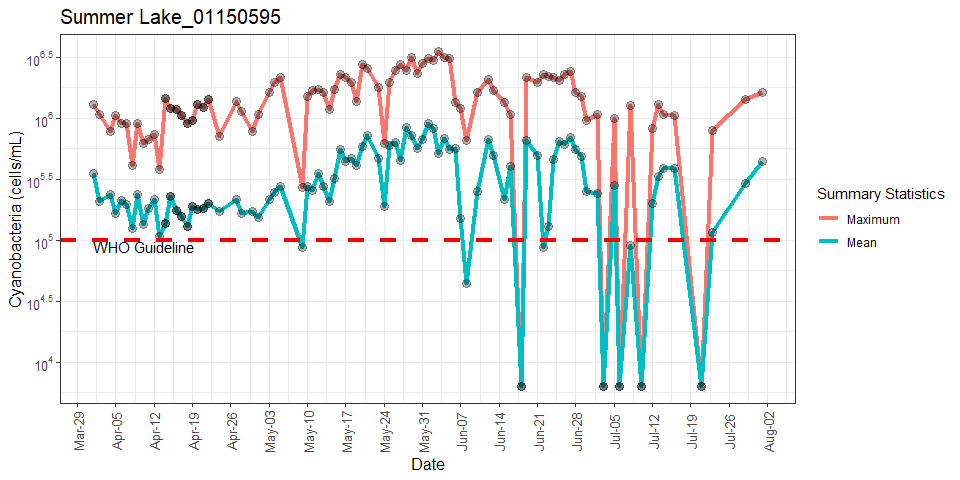 Summer Lake_01150595
Cyanobacteria (cells/mL)
10^6.5
10^6
10^5.5
10^5
10^4.5
10^4
WHO Guideline
Mar-29
Apr-05
Apr-12
Apr-19
Apr-26
May-03
May-10
May-17
May-24
May-31
Jun-07
Jun-14
Jun-21
Jun-28
Jul-05
Jul-12
Jul-19
Jul-26
Aug-02
Date
Summary Statistics
Maximum
Mean